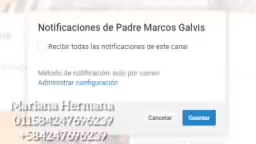 Notificaciones de Padre Marcos Galvis
Recibir todas las notificaciones de este canal
Método de notificación: solo por correo
Administrar configuración
Cancelar Guardar
Mariana Hermana
011584247696239
+584247696239